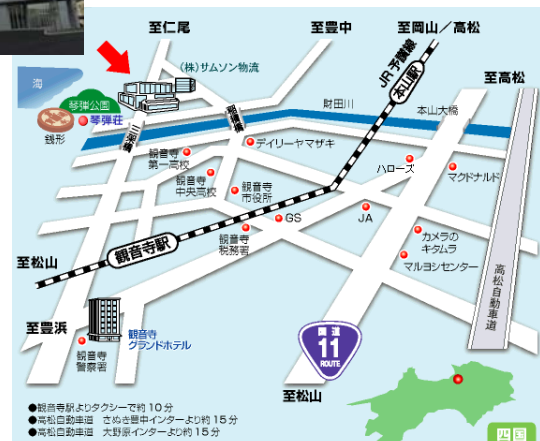 至仁尾
至豊中
至岡山/高松
(株)サムソン物流
JR予讃線
本山駅
至高松
海
琴弾公園
琴弾荘
銭形
三架橋
財田川
本山大橋
デイリーヤマザキ
観音寺
第一高校
観音寺
中央高校
観音寺
市役所
ハローズ
マクドナルド
GS
JA
観音寺
税務署
カメラの
キタムラ
マルヨシセンター
観音寺駅
至松山
高松自動車道
至豊浜
観音寺
グランドホテル
観音寺
警察署
国道
11
ROUTE
至松山
●観音寺駅よりタクシーで約10分
●高松自動車道 さぬき豊中インターより約15分
●高松自動車道 大野原インターより約15分
四国